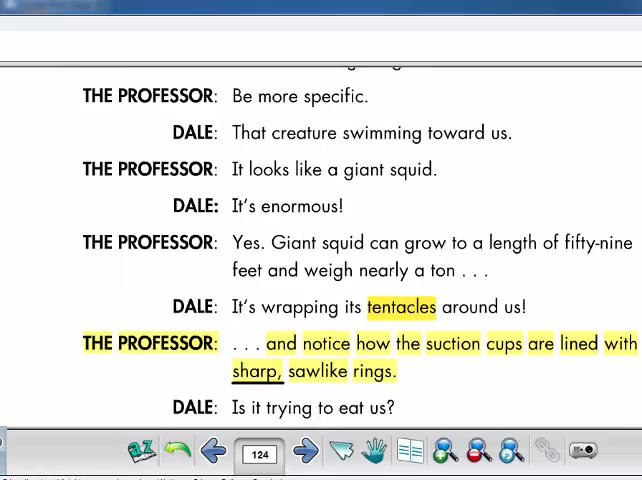 THE PROFESSOR: Be more specific.
DALE: That creature swimming toward us.
THE PROFESSOR: It looks like a giant squid.
DALE: It's enormous!
THE PROFESSOR: Yes. Giant squid can grow to a length of fifty-nine
feet and weigh nearly a ton . . .
DALE: It's wrapping its tentacles around us!
THE PROFESSOR: . . . and notice how the suction cups are lined with
sharp, sawlike rings.
DALE: Is it trying to eat us?
az
124